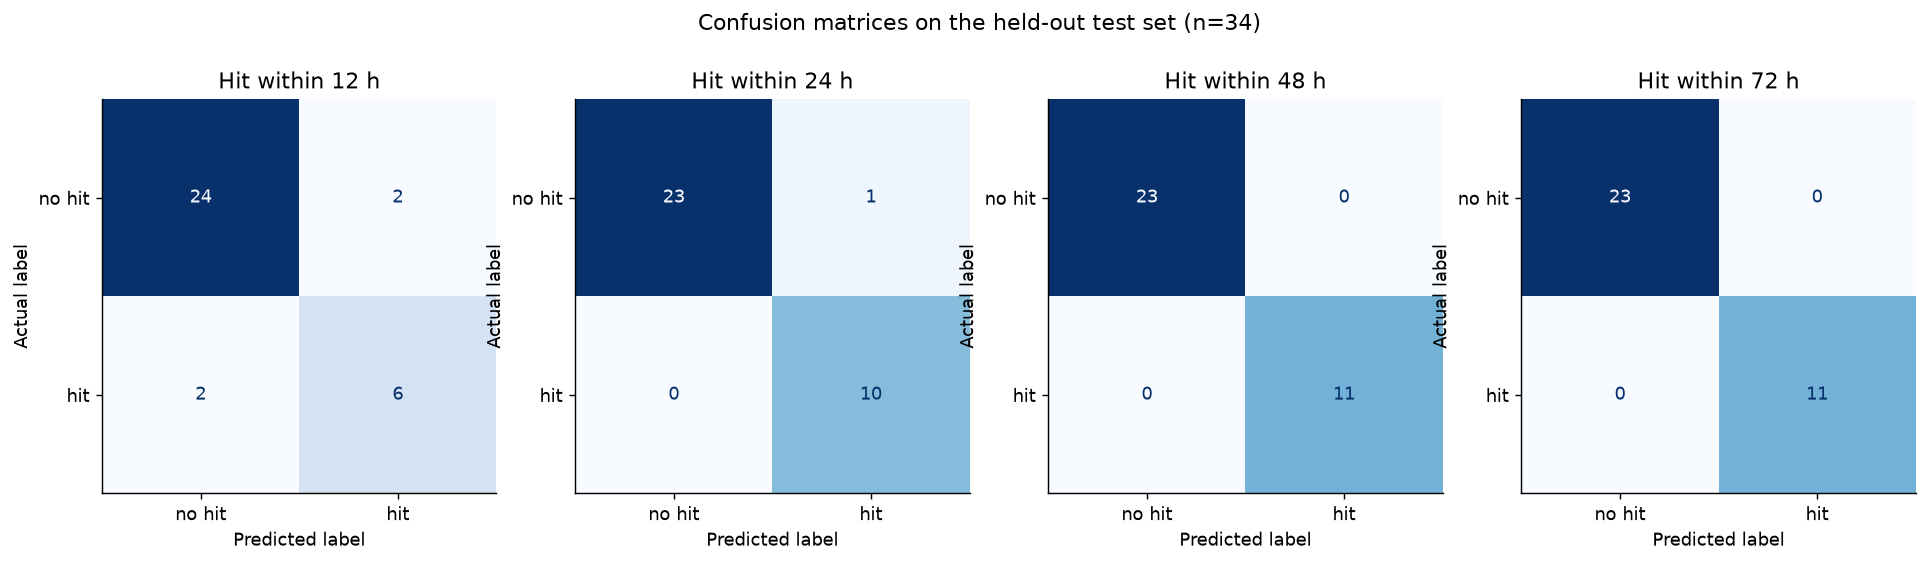 Confusion matrices on the held-out test set (n=34)
Hit within 12 h
Actual label
no hit
24
2
hit
2
6
no hit
hit
Predicted label
Hit within 24 h
Actual label
no hit
23
1
hit
0
10
no hit
hit
Predicted label
Hit within 48 h
Actual label
no hit
23
0
hit
0
11
no hit
hit
Predicted label
Hit within 72 h
Actual label
no hit
23
0
hit
0
11
no hit
hit
Predicted label